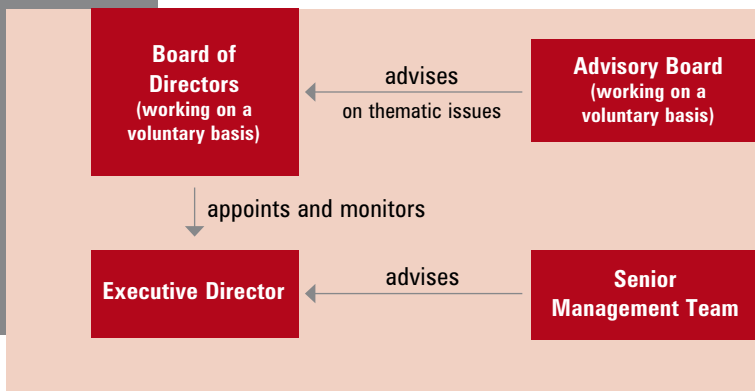 Board of
Directors
(working on a
voluntary basis)
advises
on thematic issues
Advisory Board
(working on a
voluntary basis)
appoints and monitors
Executive Director
advises
Senior
Management Team